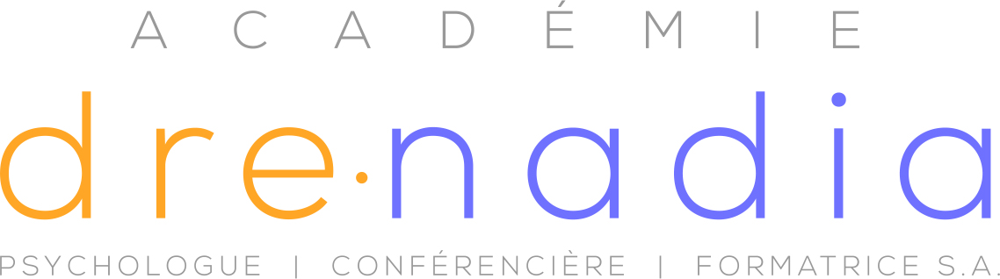 ACADÉMIE
dre·nadia
PSYCHOLOGUE | CONFÉRENCIÈRE | FORMATRICE S.A.